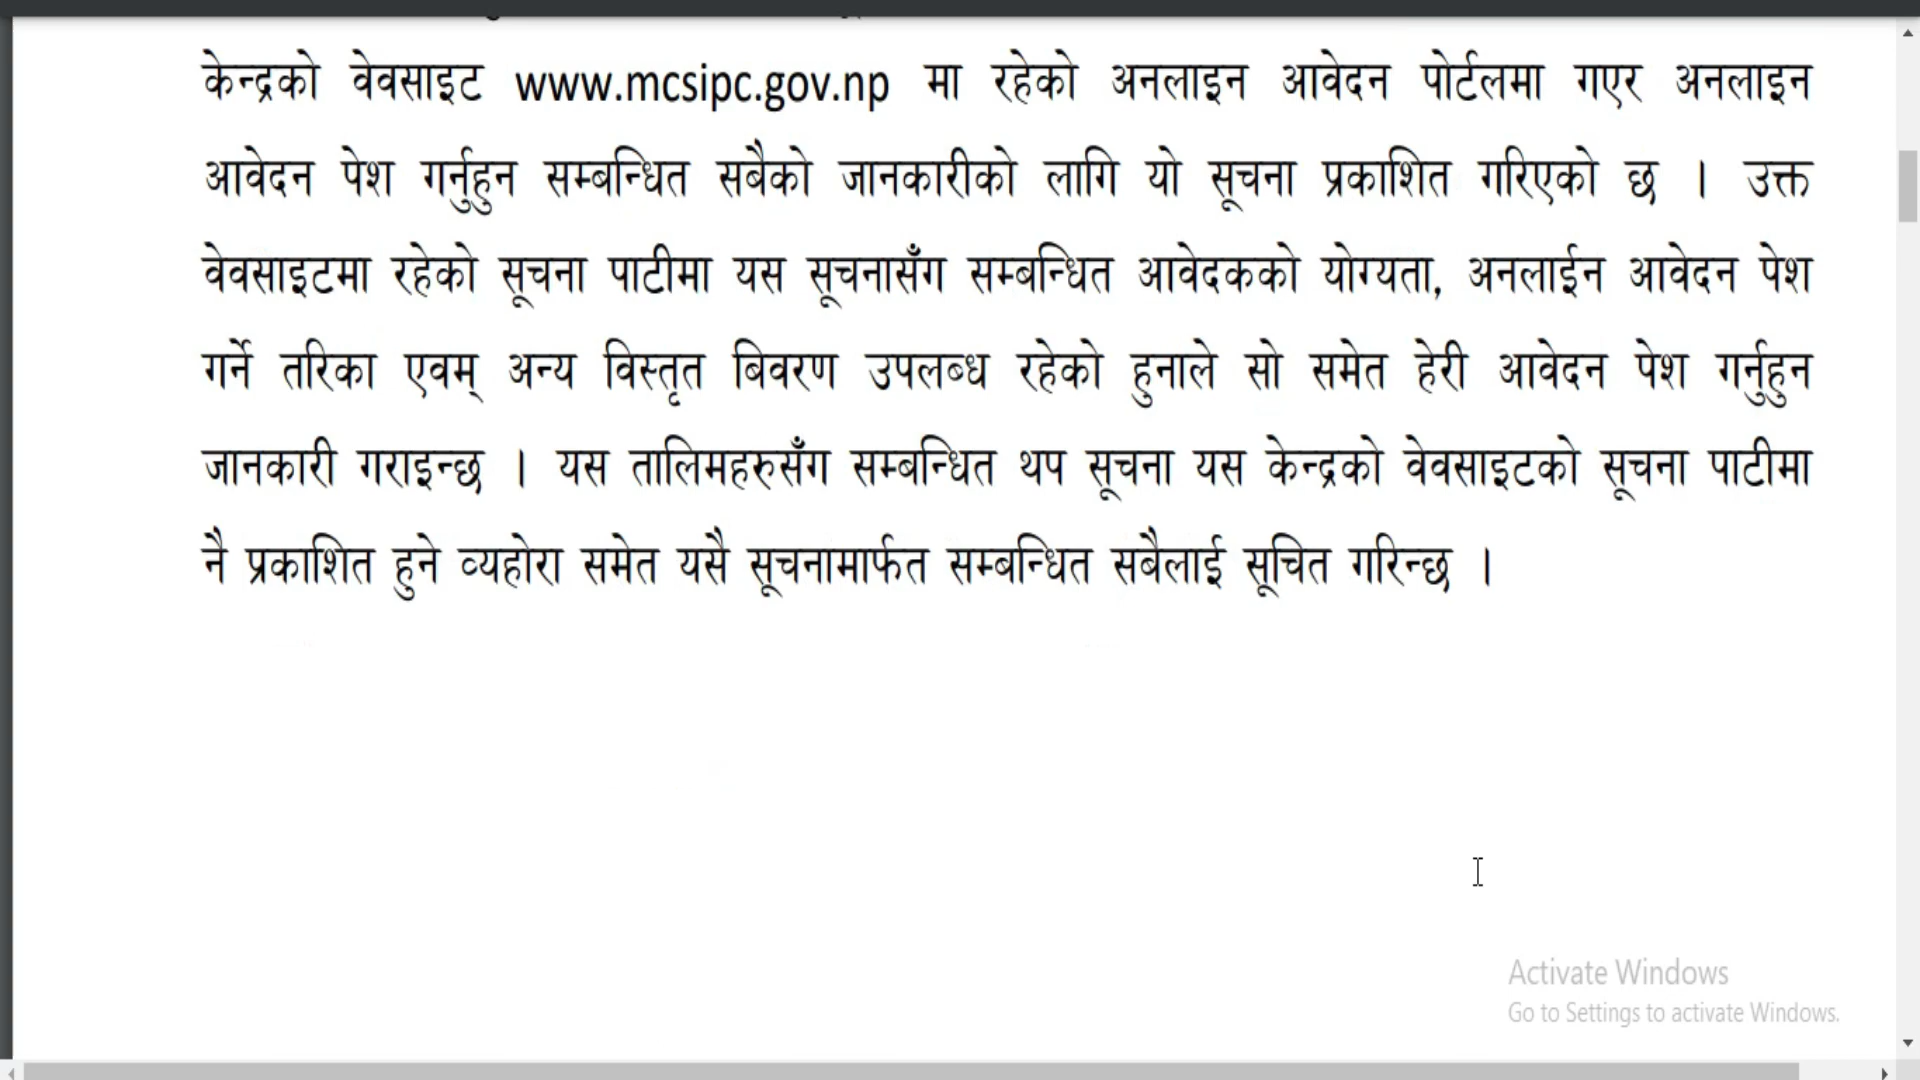 केन्द्रको वेवसाइट www.mcsipc.gov.np मा रहेको अनलाइन आवेदन पोर्टलमा गएर अनलाइन
आवेदन पेश गर्नुहुन सम्बन्धित सबैको जानकारीको लागि यो सूचना प्रकाशित गरिएको छ । उक्त
वेवसाइटमा रहेको सूचना पाटीमा यस सूचनासँग सम्बन्धित आवेदकको योग्यता, अनलाईन आवेदन पेश
गर्ने तरिका एवम् अन्य विस्तृत बिवरण उपलब्ध रहेको हुनाले सो समेत हेरी आवेदन पेश गर्नुहुन
जानकारी गराइन्छ । यस तालिमहरुसँग सम्बन्धित थप सूचना यस केन्द्रको वेवसाइटको सूचना पाटीमा
नै प्रकाशित हुने व्यहोरा समेत यसै सूचनामार्फत सम्बन्धित सबैलाई सूचित गरिन्छ ।
Activate Windows
Go to Settings to activate Windows.